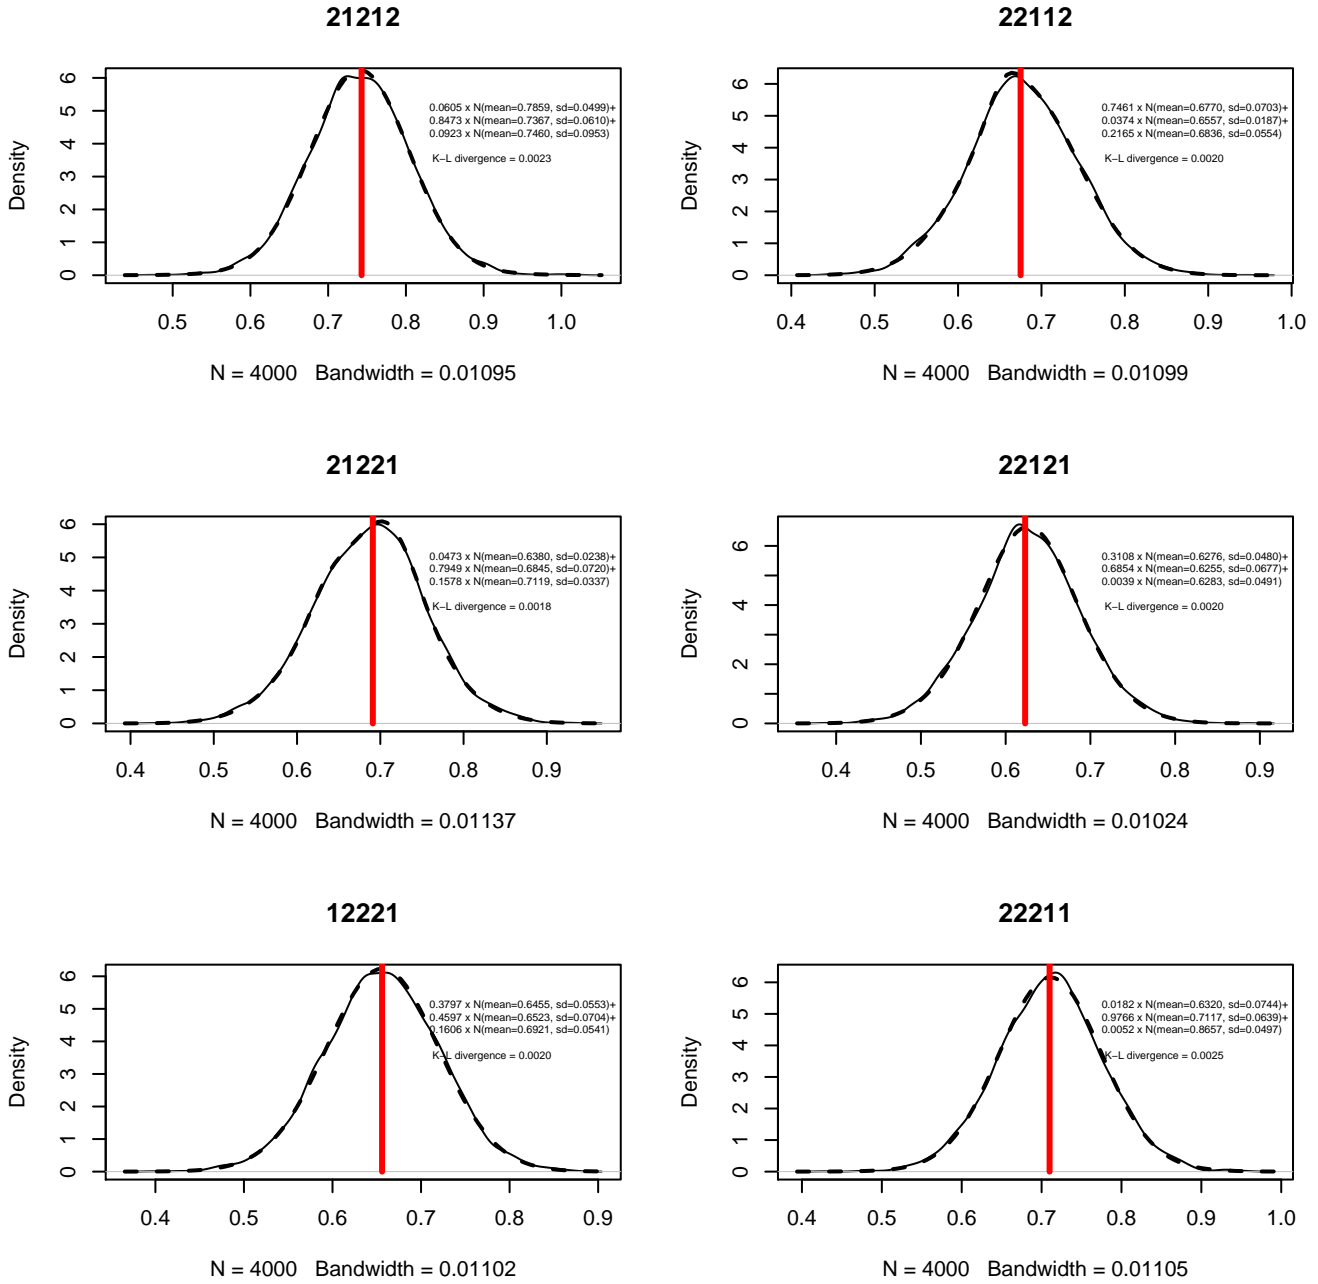 21212
Density
0 1 2 3 4 5 6
0.0605 x N(mean=0.7859, sd=0.0499)+
0.8473 x N(mean=0.7367, sd=0.0610)+
0.0923 x N(mean=0.7460, sd=0.0953)
K−L divergence = 0.0023
0.5 0.6 0.7 0.8 0.9 1.0
N = 4000 Bandwidth = 0.01095
22112
Density
0 1 2 3 4 5 6
0.7461 x N(mean=0.6770, sd=0.0703)+
0.0374 x N(mean=0.6557, sd=0.0187)+
0.2165 x N(mean=0.6836, sd=0.0554)
K−L divergence = 0.0020
0.4 0.5 0.6 0.7 0.8 0.9 1.0
N = 4000 Bandwidth = 0.01099
21221
Density
0 1 2 3 4 5 6
0.0473 x N(mean=0.6380, sd=0.0238)+
0.7949 x N(mean=0.6845, sd=0.0720)+
0.1578 x N(mean=0.7119, sd=0.0337)
K−L divergence = 0.0018
0.4 0.5 0.6 0.7 0.8 0.9
N = 4000 Bandwidth = 0.01137
22121
Density
0 2 4 6
0.3108 x N(mean=0.6276, sd=0.0480)+
0.6854 x N(mean=0.6255, sd=0.0677)+
0.0039 x N(mean=0.6283, sd=0.0491)
K−L divergence = 0.0020
0.4 0.5 0.6 0.7 0.8 0.9
N = 4000 Bandwidth = 0.01024
12221
Density
0 1 2 3 4 5 6
0.3797 x N(mean=0.6455, sd=0.0553)+
0.4597 x N(mean=0.6523, sd=0.0704)+
0.1606 x N(mean=0.6921, sd=0.0541)
K−L divergence = 0.0020
0.4 0.5 0.6 0.7 0.8 0.9
N = 4000 Bandwidth = 0.01102
22211
Density
0 1 2 3 4 5 6
0.0182 x N(mean=0.6320, sd=0.0744)+
0.9766 x N(mean=0.7117, sd=0.0639)+
0.0052 x N(mean=0.8657, sd=0.0497)
K−L divergence = 0.0025
0.4 0.5 0.6 0.7 0.8 0.9 1.0
N = 4000 Bandwidth = 0.01105